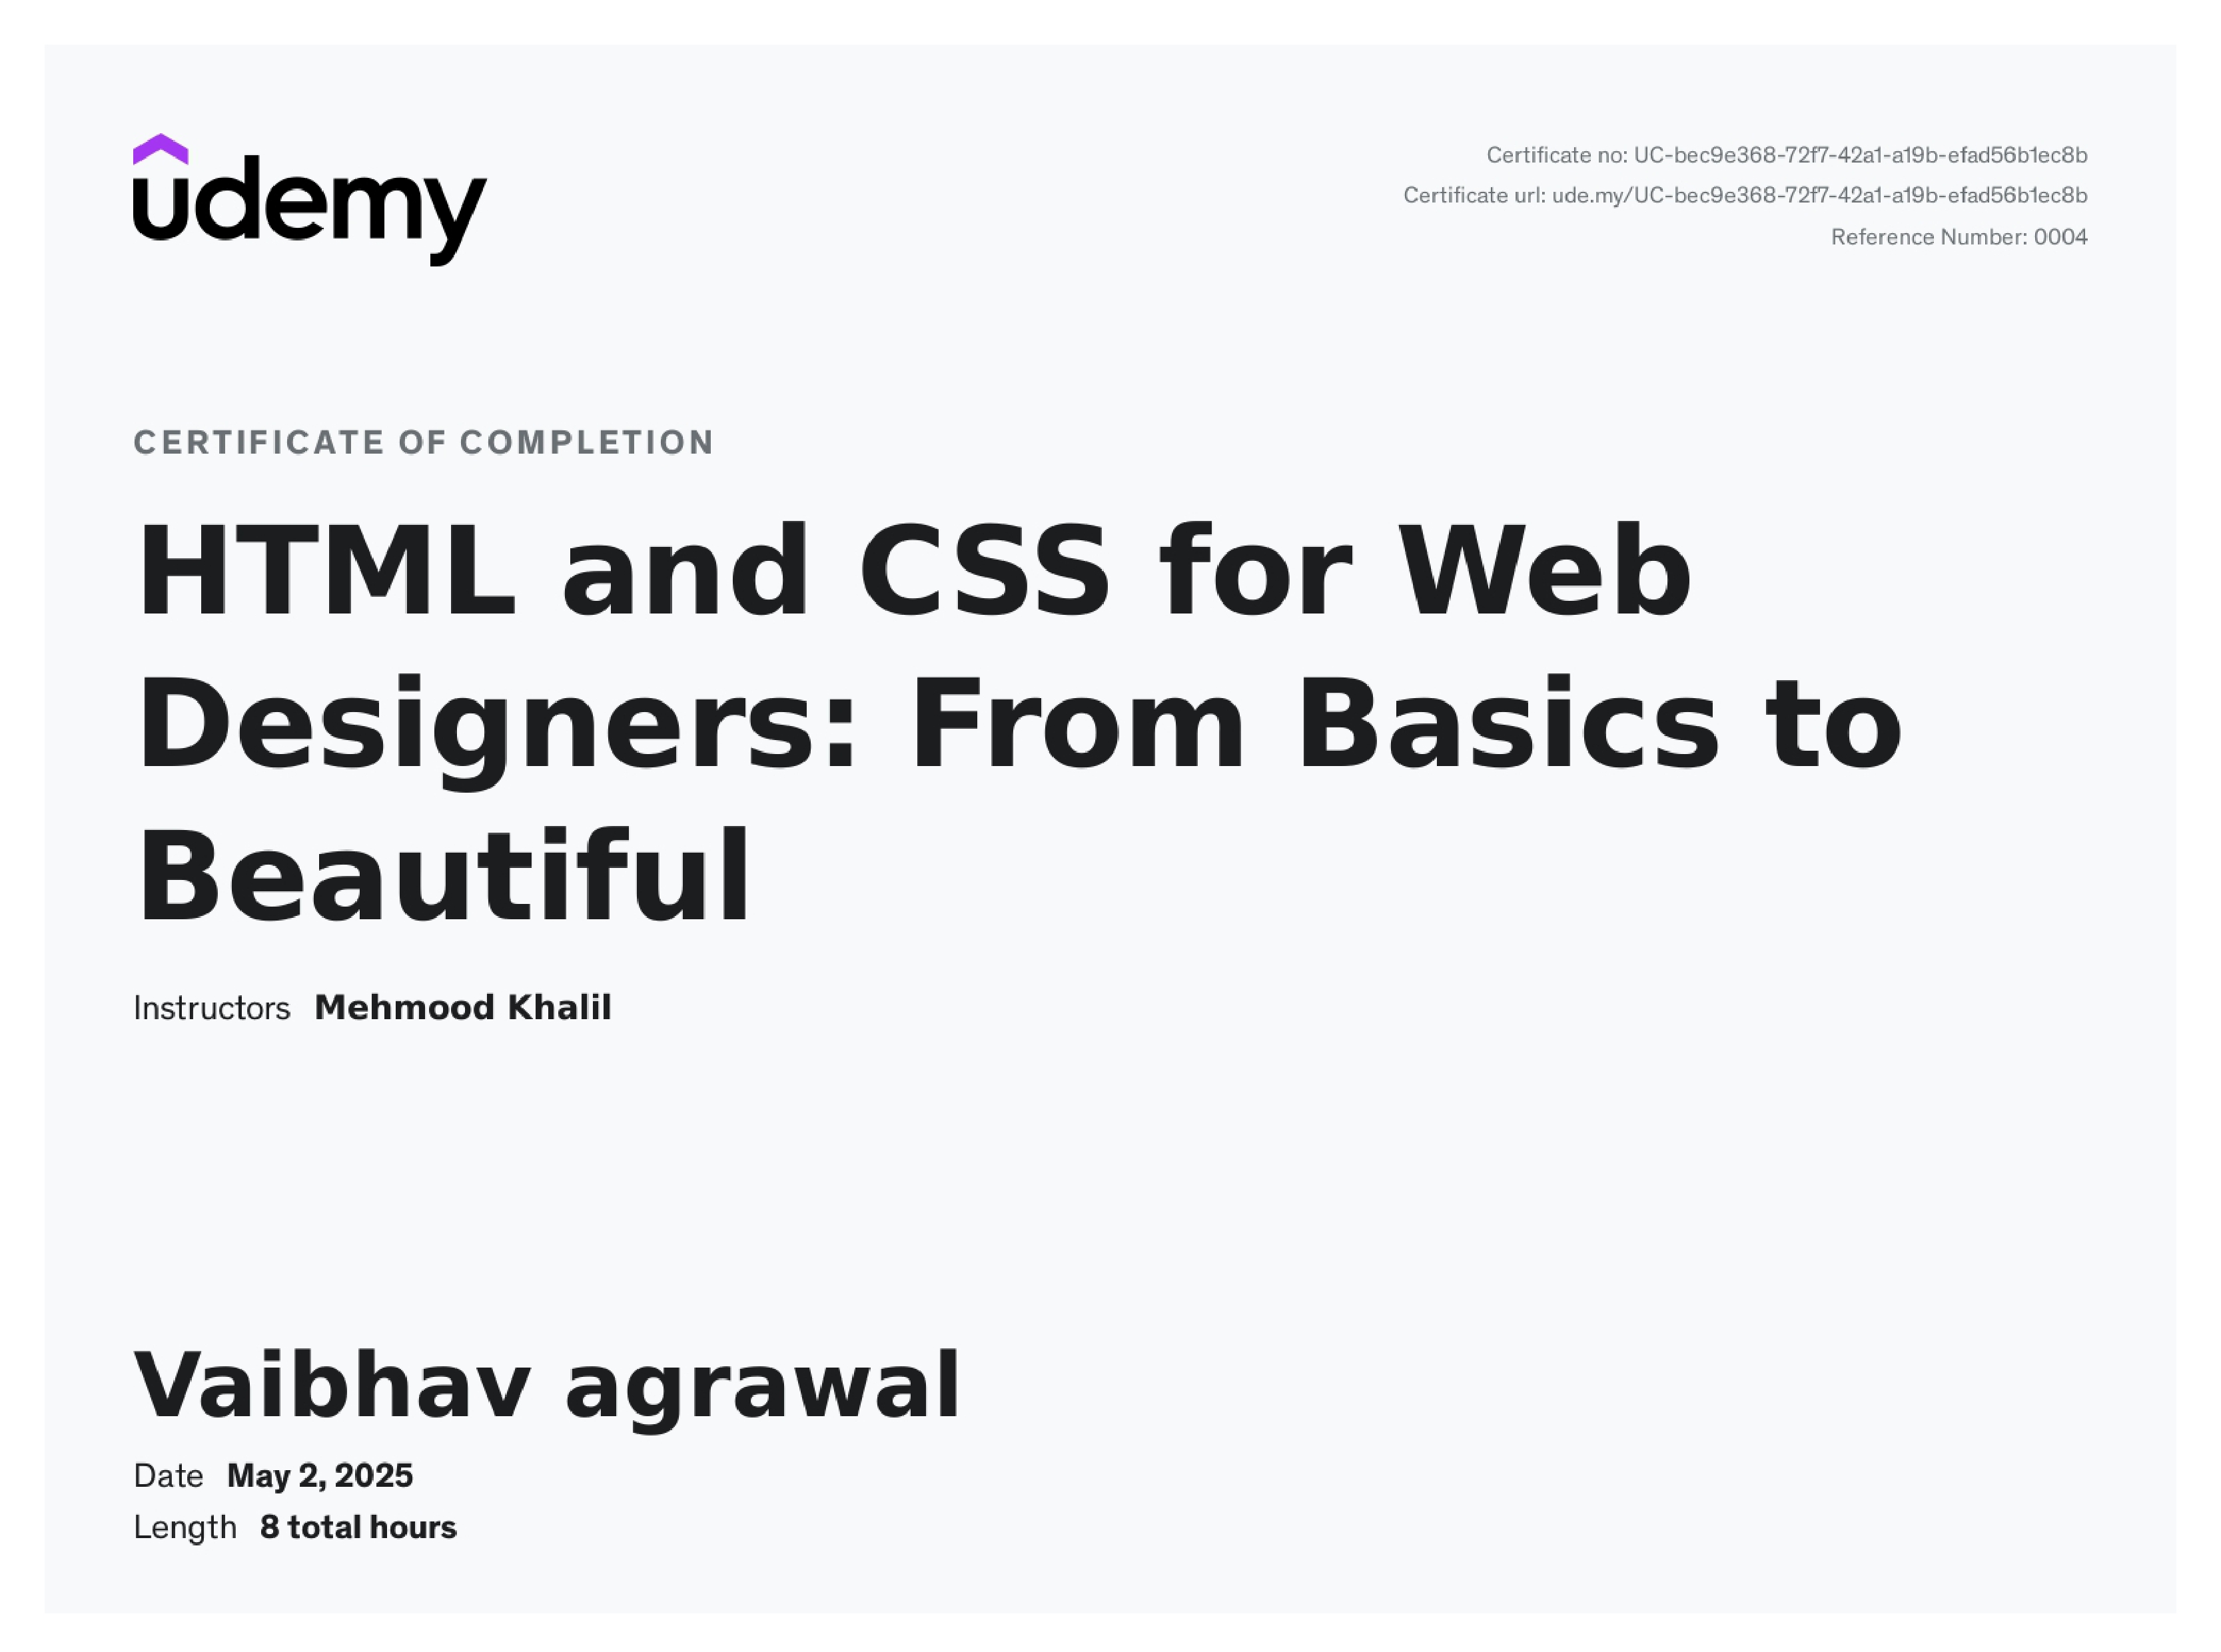 udemy
Certificate no: UC-bec9e368-72f7-42a1-a19b-efad56b1ec8b
Certificate url: ude.my/UC-bec9e368-72f7-42a1-a19b-efad56b1ec8b
Reference Number: 0004
CERTIFICATE OF COMPLETION
HTML and CSS for Web
Designers: From Basics to
Beautiful
Instructors Mehmood Khalil
Vaibhav agrawal
Date May 2, 2025
Length 8 total hours